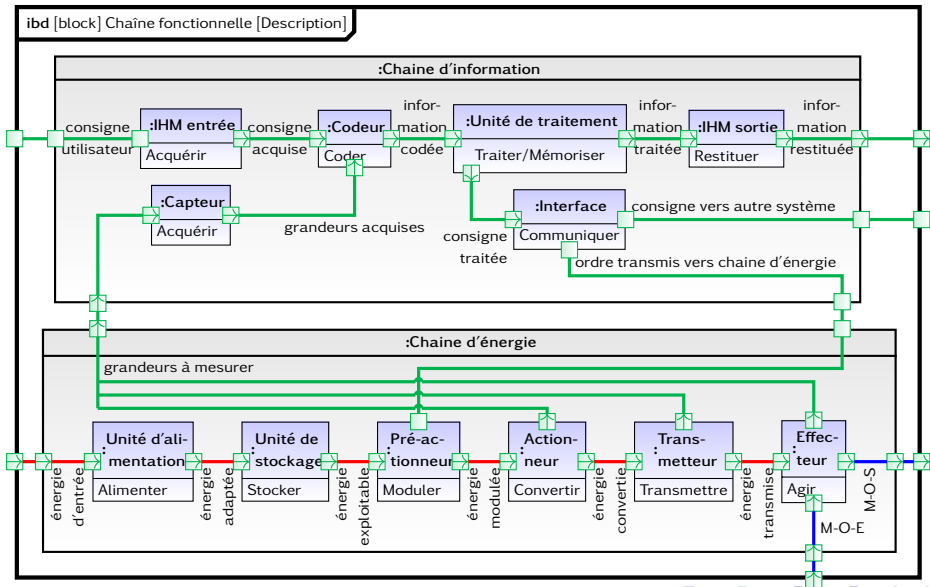 ibd [block] Chaîne fonctionnelle [Description]
:Chaine d'information
consigne
utilisateur
:IHM entrée
Acquérir
consigne
acquise
:Codeur
Coder
infor-
mation
codée
:Unité de traitement
Traiter/Mémoriser
infor-
mation
traitée
:IHM sortie
Restituer
infor-
mation
restituée
:Capteur
Acquérir
grandeurs acquises
consigne
traitée
:Interface
Communiquer
consigne vers autre système
ordre transmis vers chaine d'énergie
:Chaine d'énergie
grandeurs à mesurer
énergie
d'entrée
:Unité d'ali-
mentation
Alimenter
énergie
adaptée
:Unité de
stockage
Stocker
énergie
exploitable
:Pré-ac-
tionneur
Moduler
énergie
modulée
:Action-
neur
Convertir
énergie
convertie
:Trans-
metteur
Transmettre
énergie
transmise
:Effec-
teur
Agir
M-O-S
M-O-E